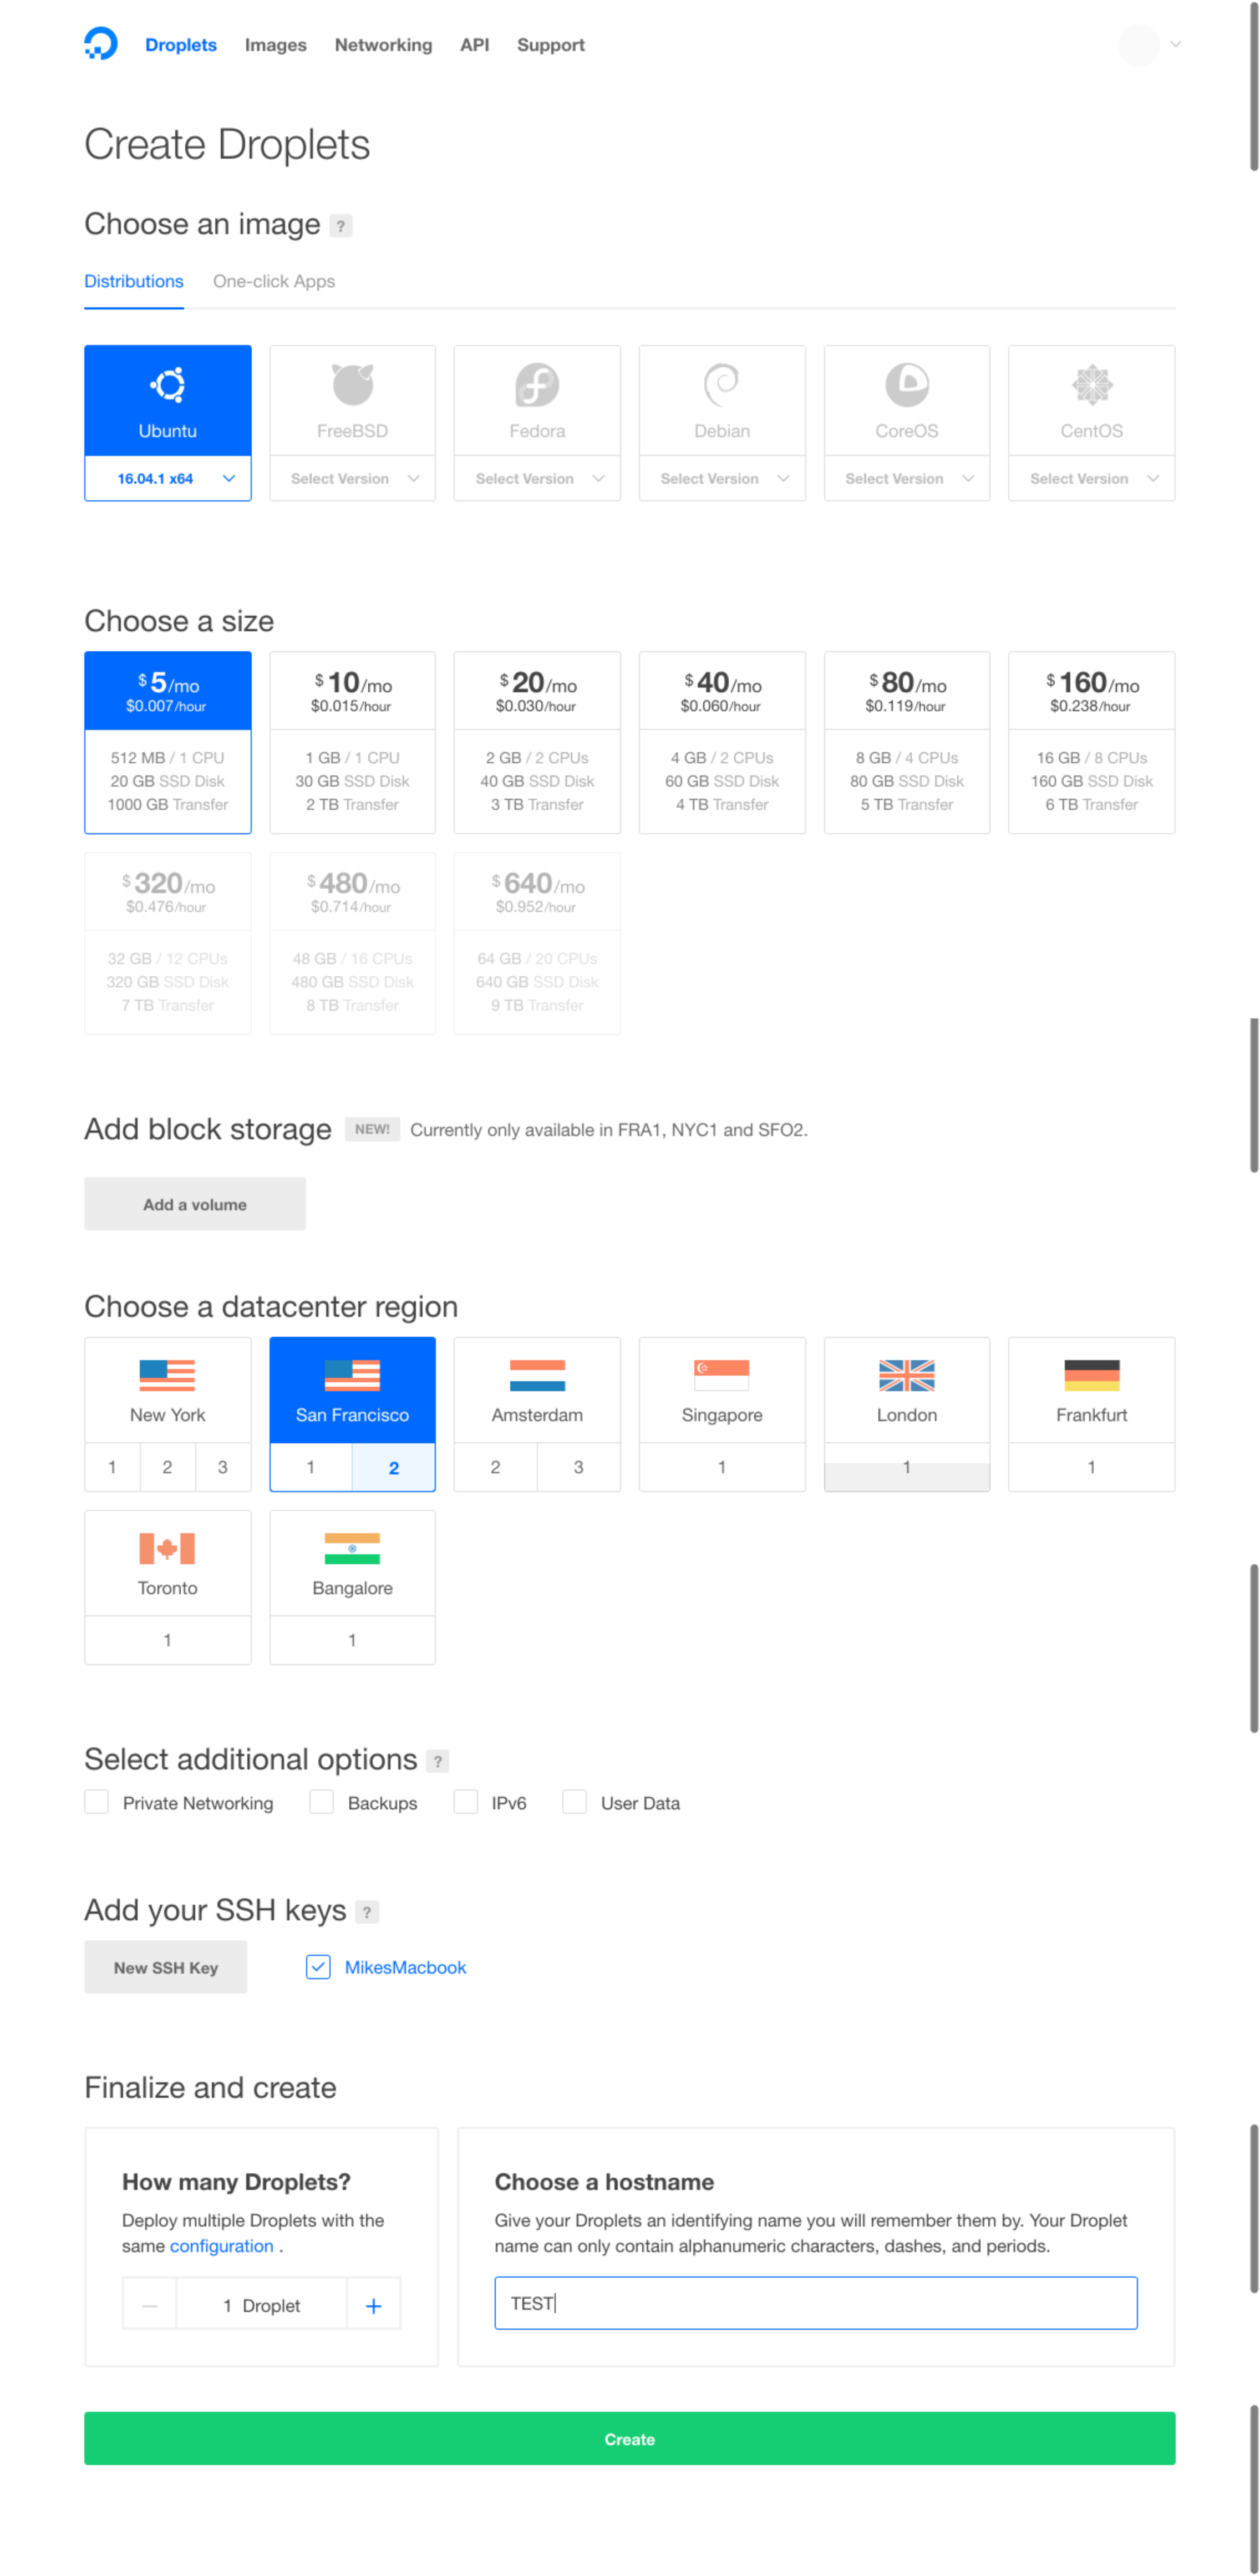 Droplets Images Networking API Support
Create Droplets
Choose an image ?
Distributions One-click Apps
Ubuntu FreeBSD Fedora Debian CoreOS CentOS
16.04.1 x64 Select Version Select Version Select Version Select Version Select Version
Choose a size
$5/mo $10/mo $20/mo $40/mo $80/mo $160/mo
$0.007/hour $0.015/hour $0.030/hour $0.060/hour $0.119/hour $0.238/hour
512 MB / 1 CPU 1 GB / 1 CPU 2 GB / 2 CPUs 4 GB / 2 CPUs 8 GB / 4 CPUs 16 GB / 8 CPUs
20 GB SSD Disk 30 GB SSD Disk 40 GB SSD Disk 60 GB SSD Disk 80 GB SSD Disk 160 GB SSD Disk
1000 GB Transfer 2 TB Transfer 3 TB Transfer 4 TB Transfer 5 TB Transfer 6 TB Transfer
$320/mo $480/mo $640/mo
$0.476/hour $0.714/hour $0.952/hour
32 GB / 12 CPUs 48 GB / 16 CPUs 64 GB / 20 CPUs
320 GB SSD Disk 480 GB SSD Disk 640 GB SSD Disk
7 TB Transfer 8 TB Transfer 9 TB Transfer
Add block storage NEW! Currently only available in FRA1, NYC1 and SFO2.
Add a volume
Choose a datacenter region
New York San Francisco Amsterdam Singapore London Frankfurt
1 2 3 1 2 2 3 1 1 1
Toronto Bangalore
1 1
Select additional options ?
Private Networking Backups IPv6 User Data
Add your SSH keys ?
New SSH Key MikesMacbook
Finalize and create
How many Droplets?
Deploy multiple Droplets with the
same configuration .
1 Droplet +
Choose a hostname
Give your Droplets an identifying name you will remember them by. Your Droplet
name can only contain alphanumeric characters, dashes, and periods.
TEST
Create